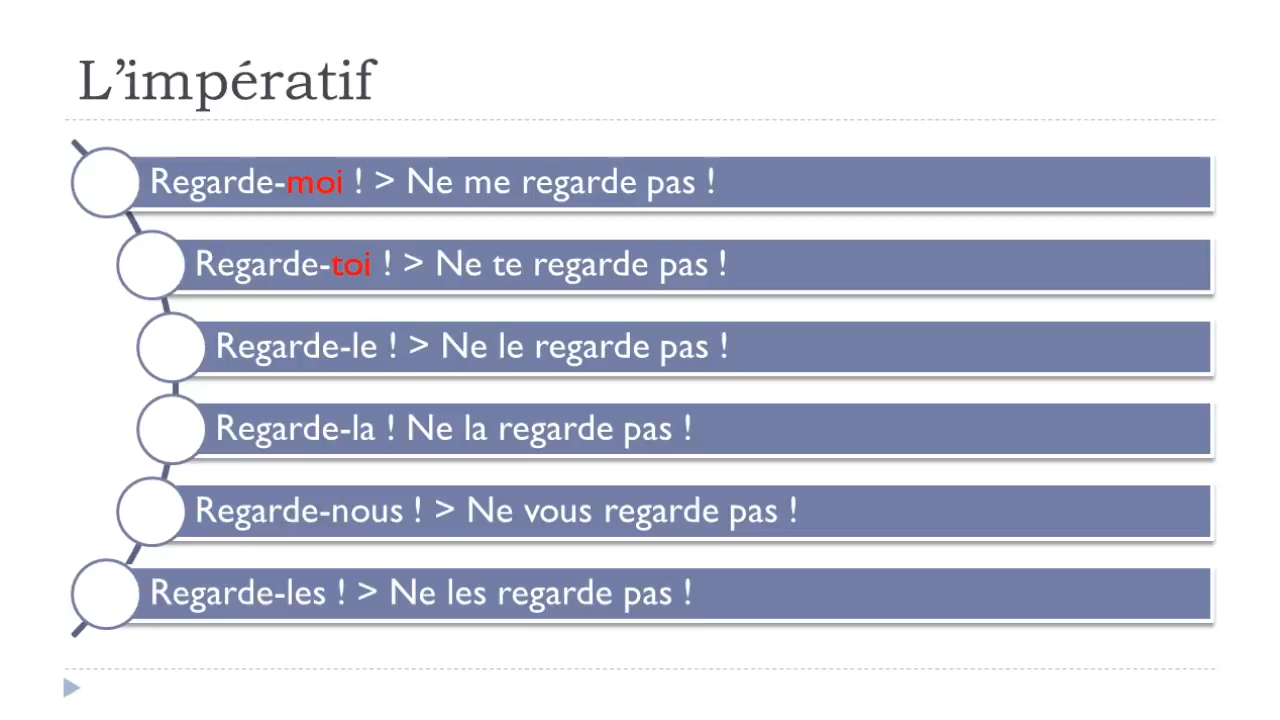 L’impératif
Regarde-moi ! > Ne me regarde pas !
Regarde-toi ! > Ne te regarde pas !
Regarde-le ! > Ne le regarde pas !
Regarde-la ! Ne la regarde pas !
Regarde-nous ! > Ne vous regarde pas !
Regarde-les ! > Ne les regarde pas !